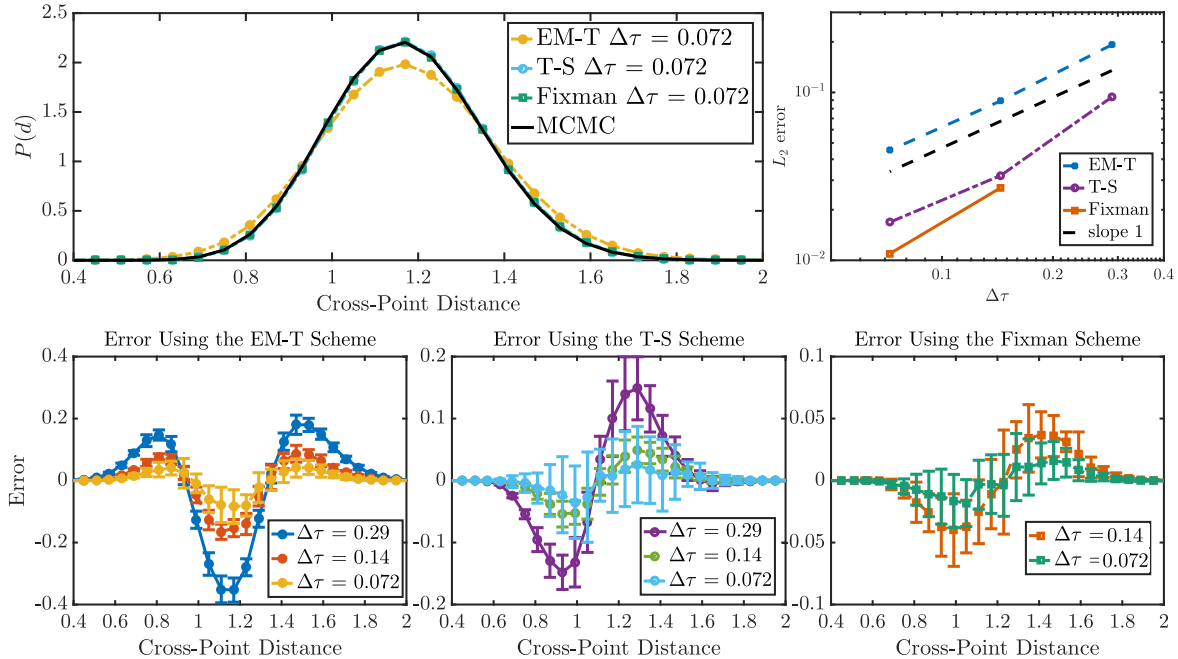 2.5
2
1.5
1
0.5
0
P(d)
0.4 0.6 0.8 1 1.2 1.4 1.6 1.8 2
Cross-Point Distance
EM-T Δτ = 0.072
T-S Δτ = 0.072
Fixman Δτ = 0.072
MCMC
10⁻¹
10⁻²
L₂ error
0.1 0.2 0.3 0.4
Δτ
EM-T
T-S
Fixman
slope 1
Error Using the EM-T Scheme
0.4
0.2
0
-0.2
-0.4
Error
0.4 0.6 0.8 1 1.2 1.4 1.6 1.8 2
Cross-Point Distance
Δτ = 0.29
Δτ = 0.14
Δτ = 0.072
Error Using the T-S Scheme
0.2
0.1
0
-0.1
-0.2
0.4 0.6 0.8 1 1.2 1.4 1.6 1.8 2
Cross-Point Distance
Δτ = 0.29
Δτ = 0.14
Δτ = 0.072
Error Using the Fixman Scheme
0.1
0.05
0
-0.05
-0.1
0.4 0.6 0.8 1 1.2 1.4 1.6 1.8 2
Cross-Point Distance
Δτ = 0.14
Δτ = 0.072